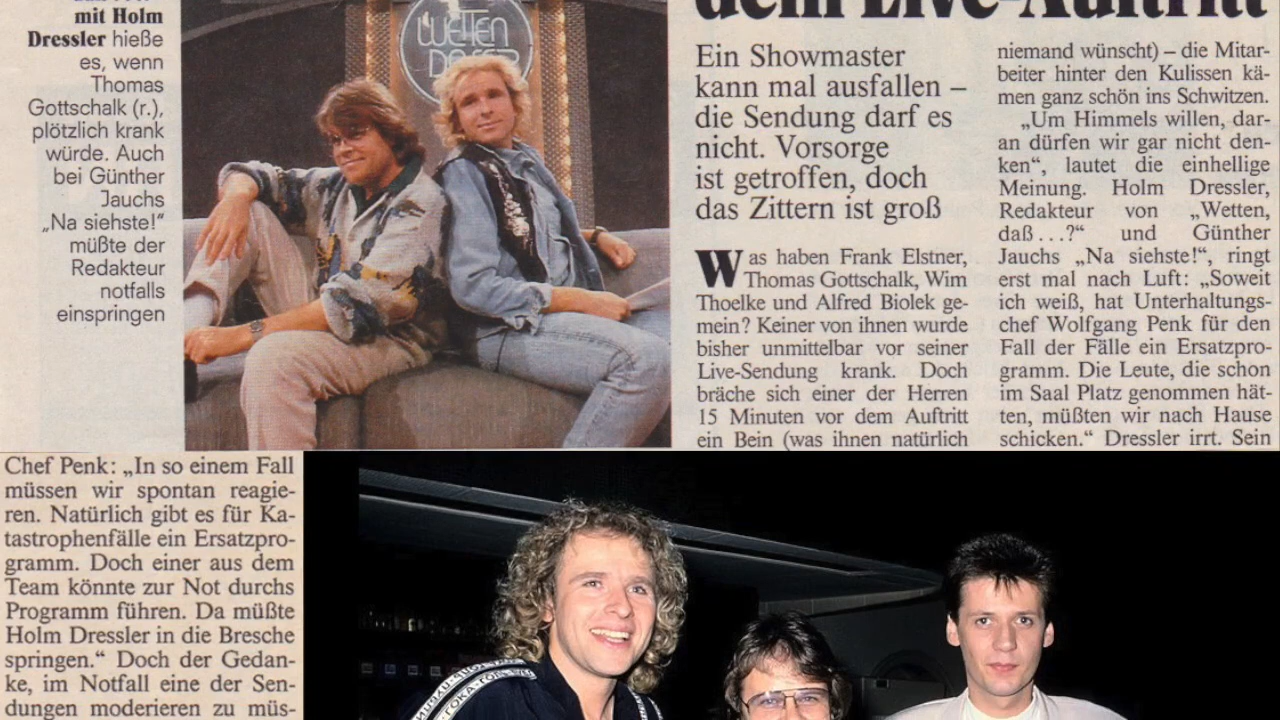 mit Holm
Dressler hieße
es, wenn
Thomas
Gottschalk (r.),
plötzlich krank
würde. Auch
bei Günther
Jauchs
„Na siehste!“
müßte der
Redakteur
notfalls
einspringen
WETTEN
DASS
dem Live-Auftritt
Ein Showmaster
kann mal ausfallen –
die Sendung darf es
nicht. Vorsorge
ist getroffen, doch
das Zittern ist groß
Was haben Frank Elstner,
Thomas Gottschalk, Wim
Thoelke und Alfred Biolek ge-
mein? Keiner von ihnen wurde
bisher unmittelbar vor seiner
Live-Sendung krank. Doch
bräche sich einer der Herren
15 Minuten vor dem Auftritt
ein Bein (was ihnen natürlich
niemand wünscht) – die Mitar-
beiter hinter den Kulissen kä-
men ganz schön ins Schwitzen.
„Um Himmels willen, dar-
an dürfen wir gar nicht den-
ken“, lautet die einhellige
Meinung. Holm Dressler,
Redakteur von „Wetten,
daß...?“ und Günther
Jauchs „Na siehste!“, ringt
erst mal nach Luft: „Soweit
ich weiß, hat Unterhaltungs-
chef Wolfgang Penk für den
Fall der Fälle ein Ersatzpro-
gramm. Die Leute, die schon
im Saal Platz genommen hät-
ten, müßten wir nach Hause
schicken.“ Dressler irrt. Sein
Chef Penk: „In so einem Fall
müssen wir spontan reagie-
ren. Natürlich gibt es für Ka-
tastrophenfälle ein Ersatzpro-
gramm. Doch einer aus dem
Team könnte zur Not durchs
Programm führen. Da müßte
Holm Dressler in die Bresche
springen.“ Doch der Gedan-
ke, im Notfall eine der Sen-
dungen moderieren zu müs-